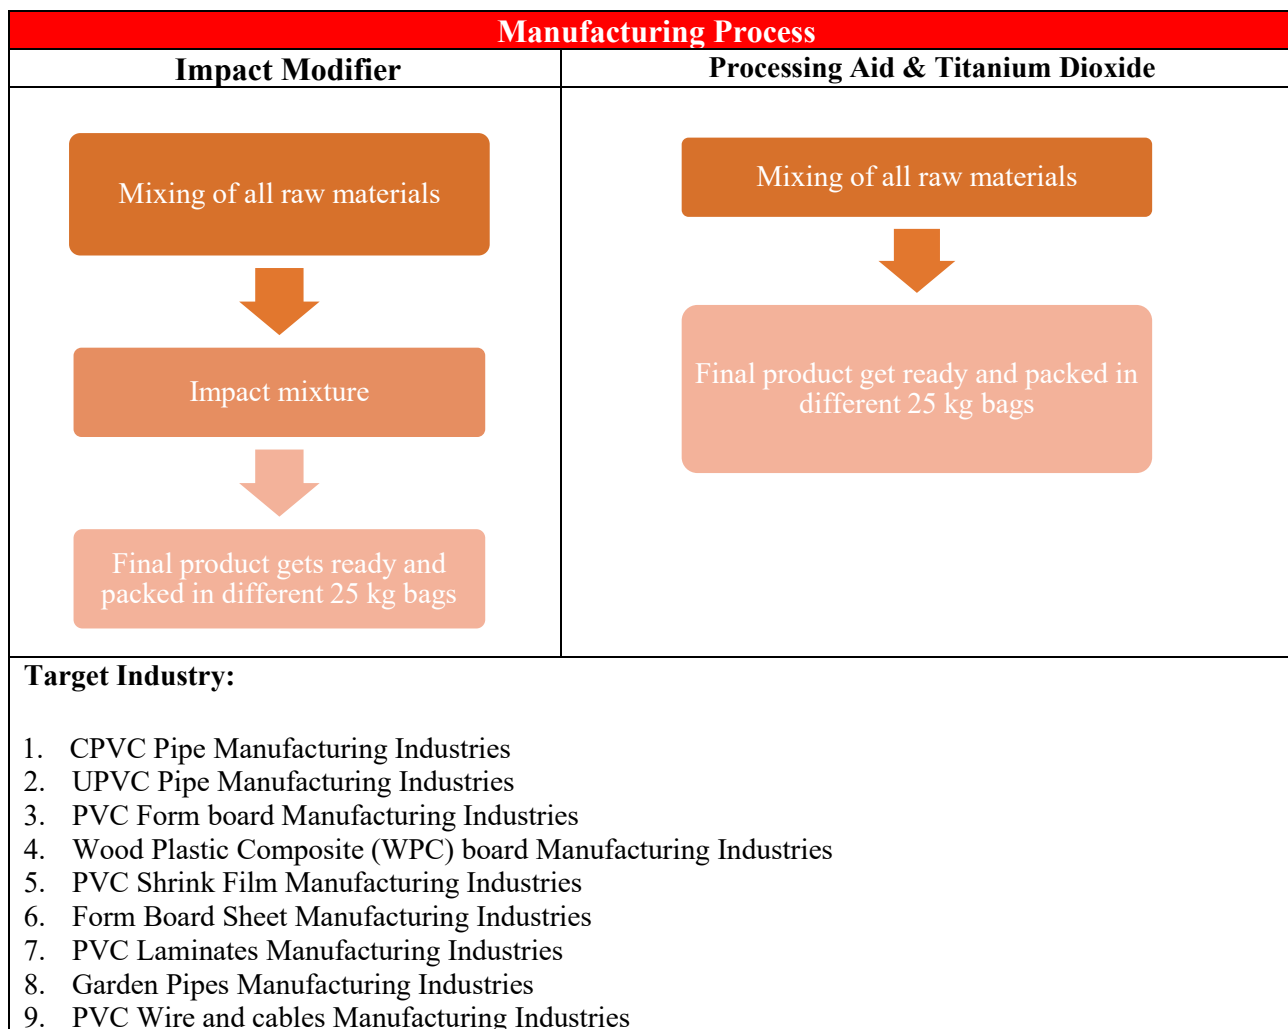 Manufacturing Process
Impact Modifier
Processing Aid & Titanium Dioxide
Mixing of all raw materials
Impact mixture
Final product gets ready and
packed in different 25 kg bags
Mixing of all raw materials
Final product get ready and packed in
different 25 kg bags
Target Industry:
1. CPVC Pipe Manufacturing Industries
2. UPVC Pipe Manufacturing Industries
3. PVC Form board Manufacturing Industries
4. Wood Plastic Composite (WPC) board Manufacturing Industries
5. PVC Shrink Film Manufacturing Industries
6. Form Board Sheet Manufacturing Industries
7. PVC Laminates Manufacturing Industries
8. Garden Pipes Manufacturing Industries
9. PVC Wire and cables Manufacturing Industries